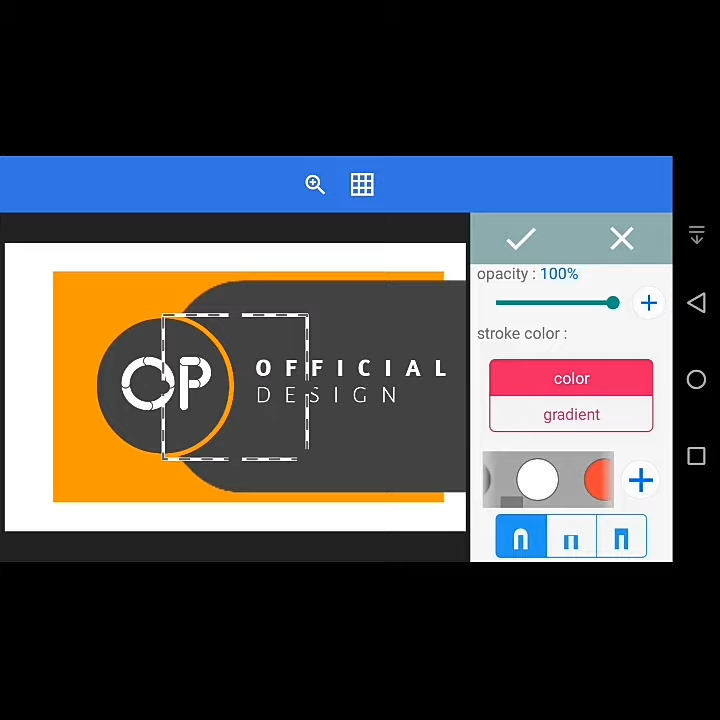 opacity : 100%
stroke color :
color
gradient
OP
OFFICIAL
DESIGN